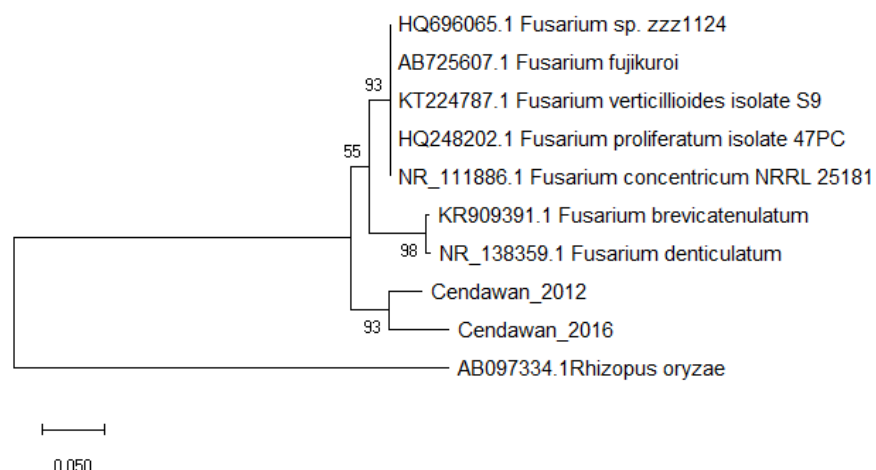 HQ696065.1 Fusarium sp. zzz1124
AB725607.1 Fusarium fujikuroi
93
KT224787.1 Fusarium verticillioides isolate S9
HQ248202.1 Fusarium proliferatum isolate 47PC
55
NR_111886.1 Fusarium concentricum NRRL 25181
KR909391.1 Fusarium brevicatenulatum
98
NR_138359.1 Fusarium denticulatum
Cendawan_2012
93
Cendawan_2016
AB097334.1Rhizopus oryzae
0.050